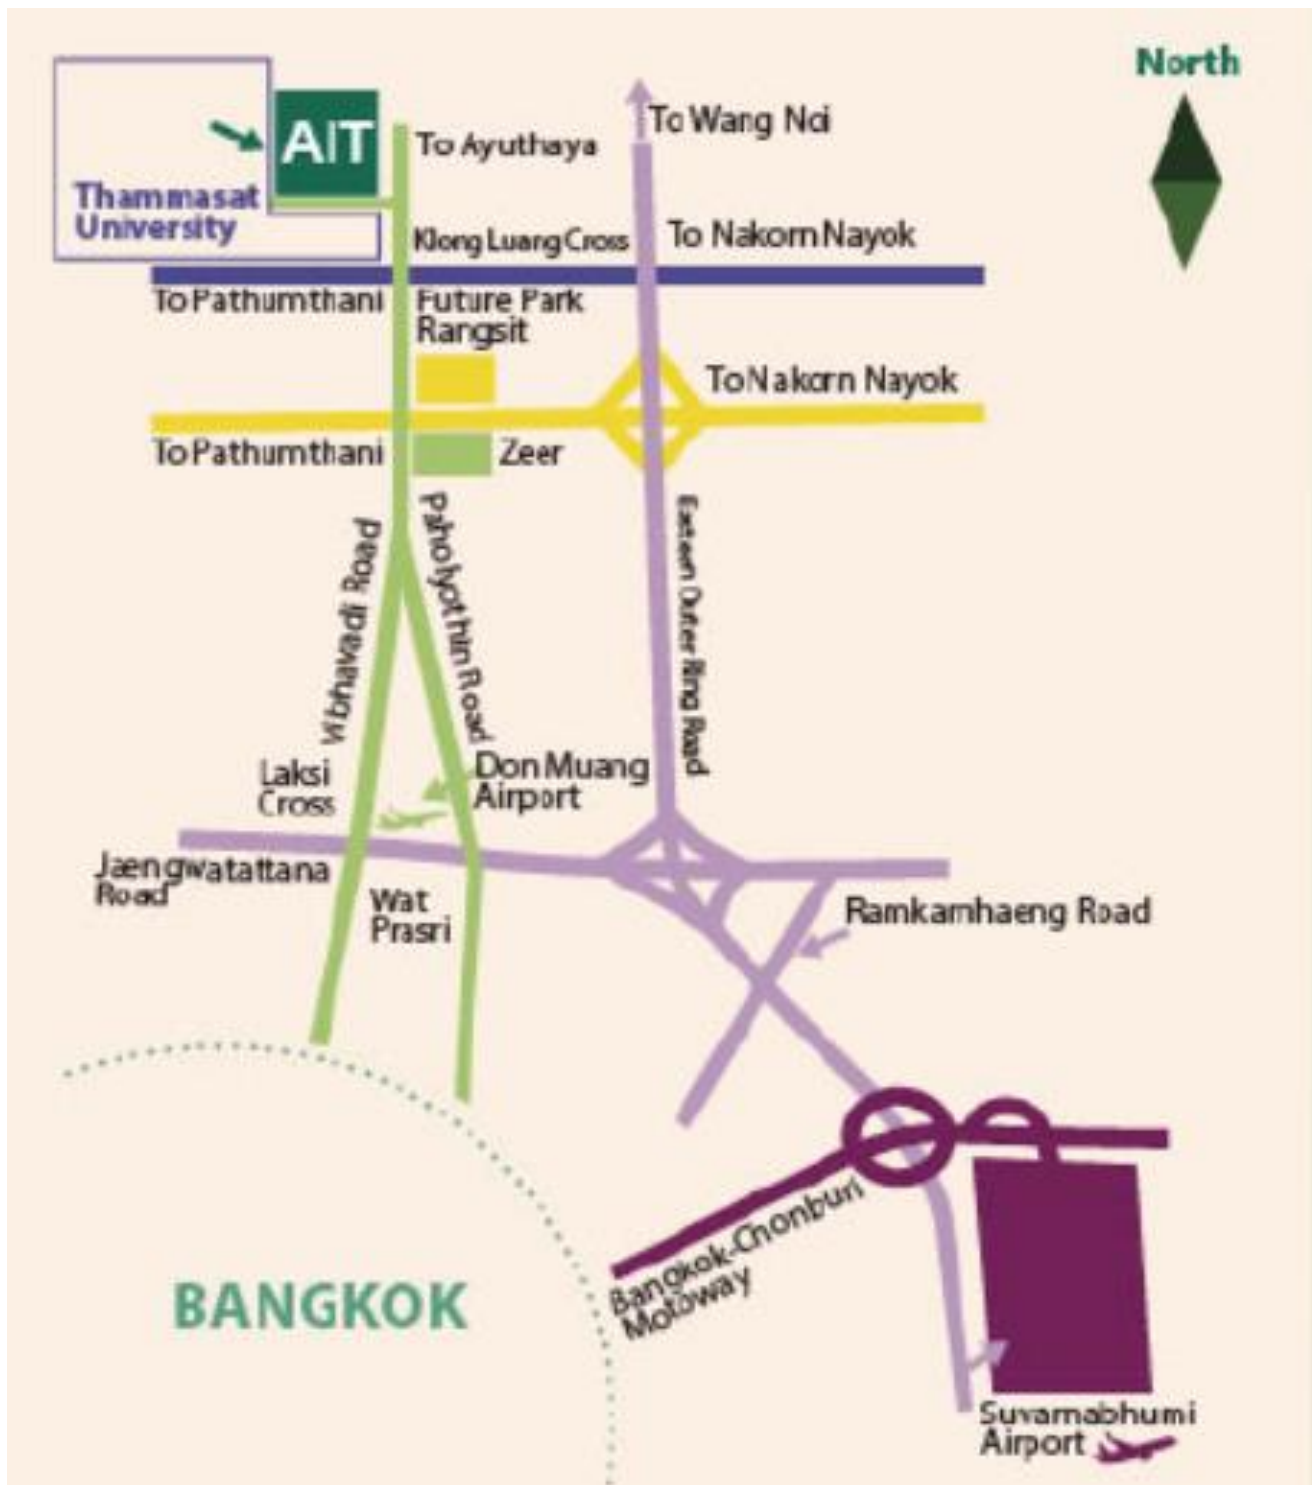 North
AIT
To Ayuthaya
To Wang Noi
Thammasat
University
Klong Luang Cross
To Nakorn Nayok
To Pathumthani
Future Park
Rangsit
To Nakorn Nayok
To Pathumthani
Zeer
Vibhavadi Road
Paholyothin Road
Eastern Outer Ring Road
Laksi
Cross
Don Muang
Airport
Jaengwatattana
Road
Wat
Prasri
Ramkamhaeng Road
Bangkok-Chonburi
Motoway
BANGKOK
Suvarnabhumi
Airport